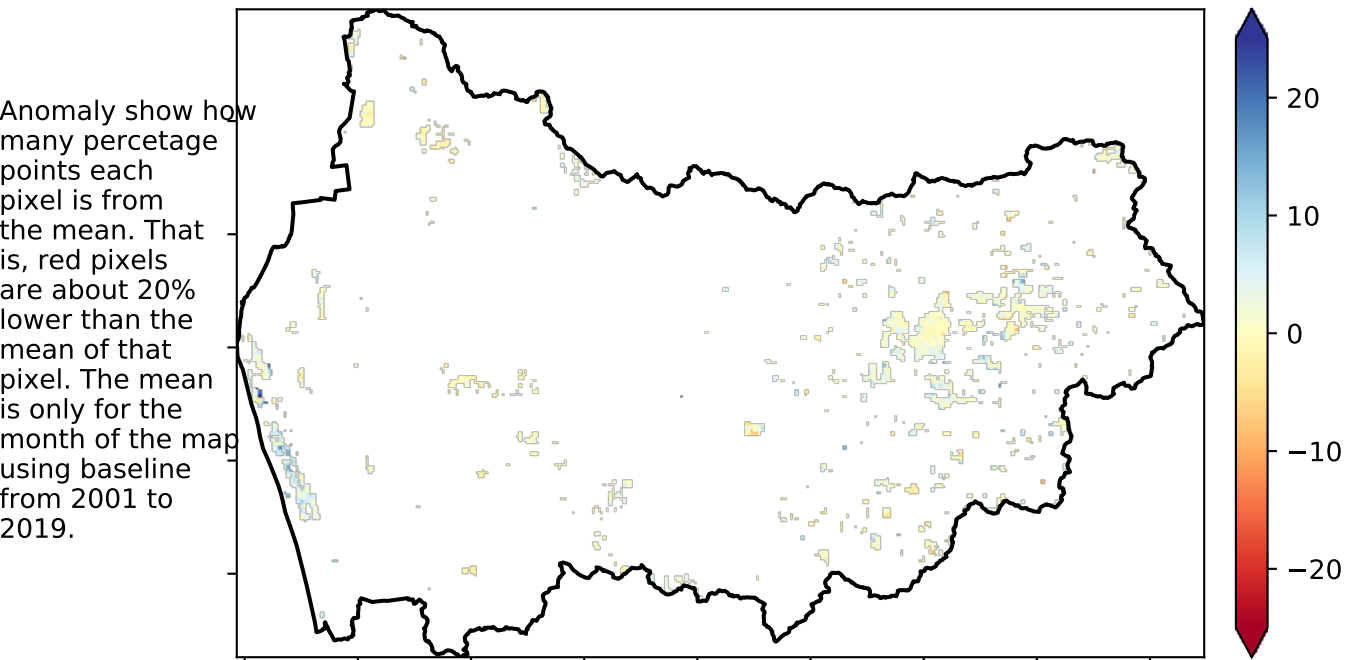 Anomaly show how
many percetage
points each
pixel is from
the mean. That
is, red pixels
are about 20%
lower than the
mean of that
pixel. The mean
is only for the
month of the map
using baseline
from 2001 to
2019.
20
10
0
−10
−20